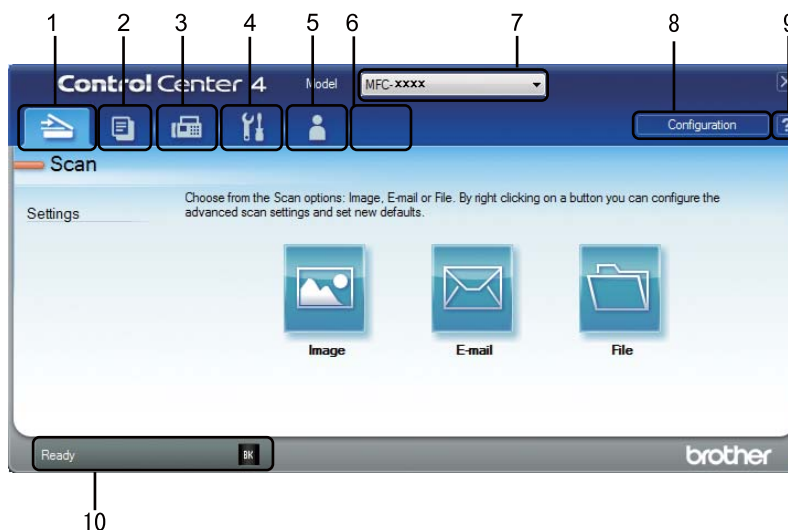 1 2 3 4 5 6 7 8 9
Control Center 4 Model MFC-xxxx
Configuration ?
Scan
Settings
Choose from the Scan options: Image, E-mail or File. By right clicking on a button you can configure the
advanced scan settings and set new defaults.
Image E-mail File
Ready BK brother
10